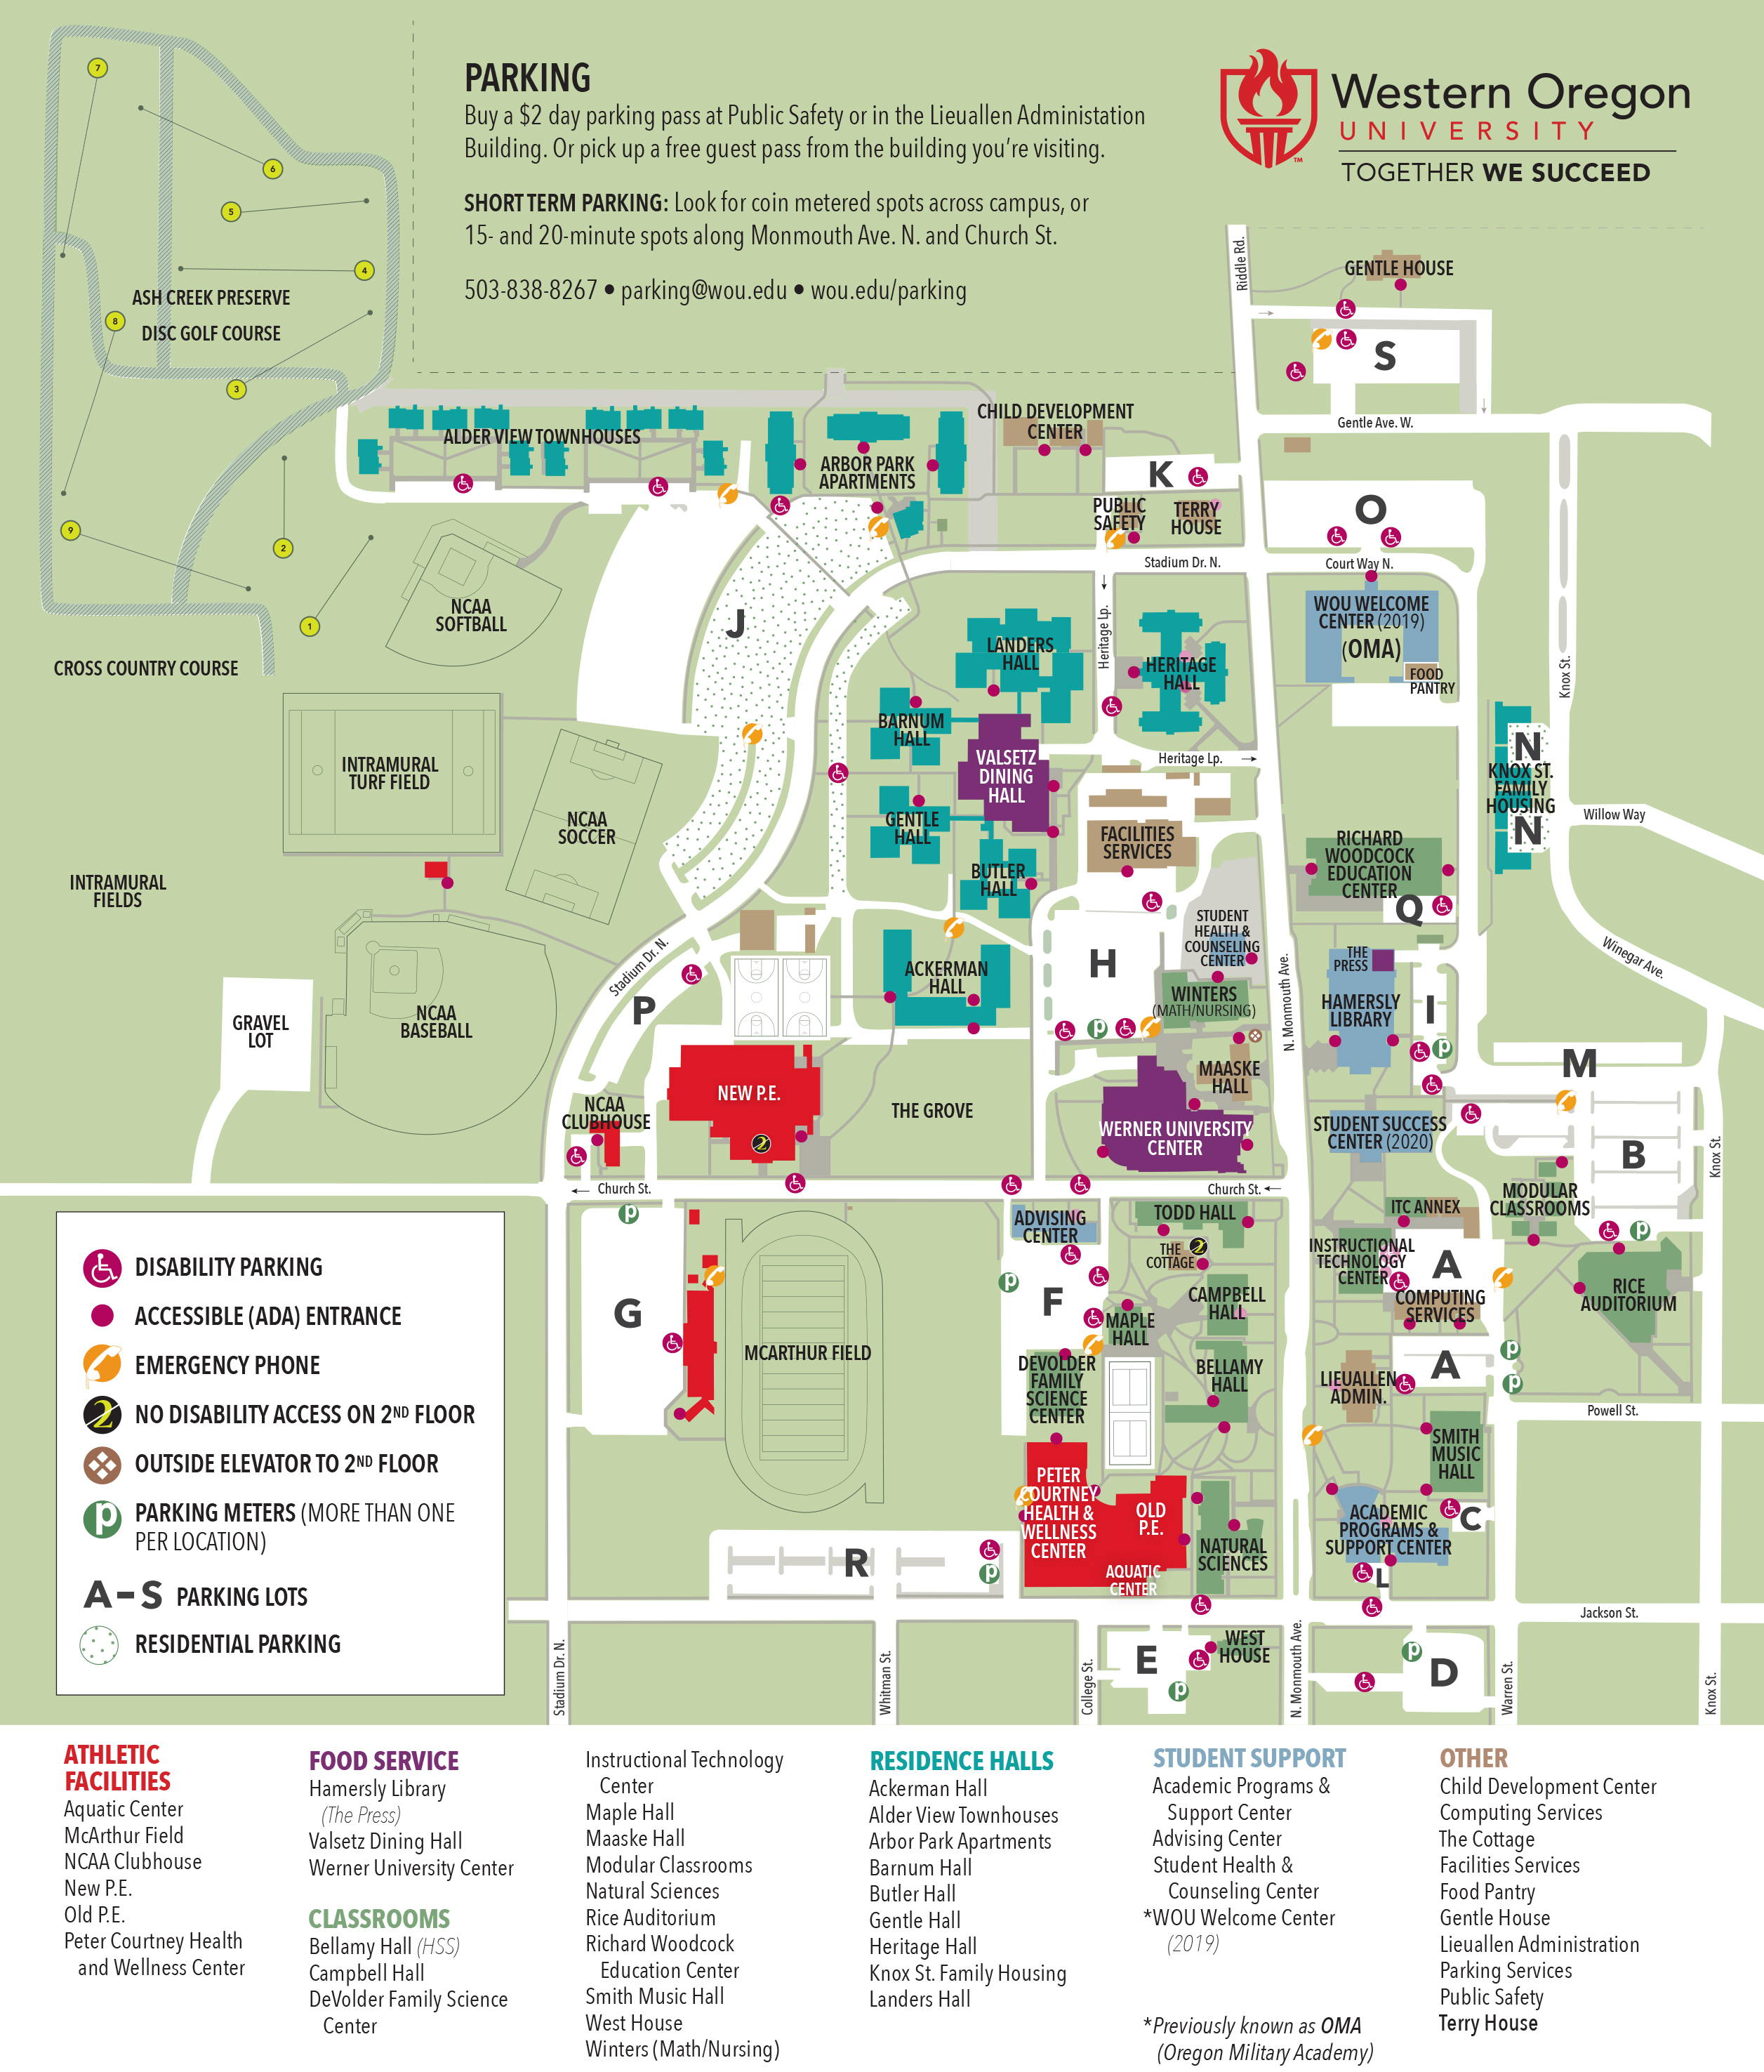 PARKING
Buy a $2 day parking pass at Public Safety or in the Lieuallen Administation
Building. Or pick up a free guest pass from the building you're visiting.
SHORT TERM PARKING: Look for coin metered spots across campus, or
15- and 20-minute spots along Monmouth Ave. N. and Church St.
503-838-8267 • parking@wou.edu • wou.edu/parking
Western Oregon
UNIVERSITY
TOGETHER WE SUCCEED
TM
7
6
5
4
ASH CREEK PRESERVE
DISC GOLF COURSE
8
3
9
2
1
CROSS COUNTRY COURSE
Riddle Rd.
GENTLE HOUSE
S
Gentle Ave. W.
ALDER VIEW TOWNHOUSES
ARBOR PARK
APARTMENTS
CHILD DEVELOPMENT
CENTER
K
PUBLIC
SAFETY
TERRY
HOUSE
O
Stadium Dr. N.
Court Way N.
NCAA
SOFTBALL
J
Heritage Lp.
LANDERS
HALL
HERITAGE
HALL
WOU WELCOME
CENTER (2019)
(OMA)
FOOD
PANTRY
Knox St.
BARNUM
HALL
VALSETZ
DINING
HALL
Heritage Lp.
INTRAMURAL
TURF FIELD
NCAA
SOCCER
N
KNOX ST.
FAMILY
HOUSING
N
Willow Way
GENTLE
HALL
FACILITIES
SERVICES
BUTLER
HALL
RICHARD
WOODCOCK
EDUCATION
CENTER
Q
INTRAMURAL
FIELDS
STUDENT
HEALTH &
COUNSELING
CENTER
Winegar Ave.
Stadium Dr. N.
P
ACKERMAN
HALL
H
WINTERS
(MATH/NURSING)
N. Monmouth Ave.
THE
PRESS
HAMERSLY
LIBRARY
I
GRAVEL
LOT
NCAA
BASEBALL
M
NEW P.E.
2
THE GROVE
MAASKE
HALL
NCAA
CLUBHOUSE
WERNER UNIVERSITY
CENTER
STUDENT SUCCESS
CENTER (2020)
B
Knox St.
Church St.
Church St.
MODULAR
CLASSROOMS
ADVISING
CENTER
TODD HALL
THE
COTTAGE
2
ITC ANNEX
INSTRUCTIONAL
TECHNOLOGY
CENTER
A
COMPUTING
SERVICES
RICE
AUDITORIUM
G
MCARTHUR FIELD
F
MAPLE
HALL
CAMPBELL
HALL
DEVOLDER
FAMILY
SCIENCE
CENTER
BELLAMY
HALL
LIEUALLEN
ADMIN.
A
Powell St.
PETER
COURTNEY
HEALTH &
WELLNESS
CENTER
OLD
P.E.
AQUATIC
CENTER
NATURAL
SCIENCES
SMITH
MUSIC
HALL
ACADEMIC
PROGRAMS &
SUPPORT CENTER
C
L
R
Jackson St.
E
WEST
HOUSE
D
Stadium Dr. N.
Whitman St.
College St.
N. Monmouth Ave.
Warren St.
Knox St.
p
p
p
p
p
p
p
p
p
p
DISABILITY PARKING
ACCESSIBLE (ADA) ENTRANCE
EMERGENCY PHONE
2 NO DISABILITY ACCESS ON 2ND FLOOR
OUTSIDE ELEVATOR TO 2ND FLOOR
p PARKING METERS (MORE THAN ONE
PER LOCATION)
A–S PARKING LOTS
RESIDENTIAL PARKING
ATHLETIC
FACILITIES
Aquatic Center
McArthur Field
NCAA Clubhouse
New P.E.
Old P.E.
Peter Courtney Health
and Wellness Center
FOOD SERVICE
Hamersly Library
(The Press)
Valsetz Dining Hall
Werner University Center
CLASSROOMS
Bellamy Hall (HSS)
Campbell Hall
DeVolder Family Science
Center
Instructional Technology
Center
Maple Hall
Maaske Hall
Modular Classrooms
Natural Sciences
Rice Auditorium
Richard Woodcock
Education Center
Smith Music Hall
West House
Winters (Math/Nursing)
RESIDENCE HALLS
Ackerman Hall
Alder View Townhouses
Arbor Park Apartments
Barnum Hall
Butler Hall
Gentle Hall
Heritage Hall
Knox St. Family Housing
Landers Hall
STUDENT SUPPORT
Academic Programs &
Support Center
Advising Center
Student Health &
Counseling Center
*WOU Welcome Center
(2019)
*Previously known as OMA
(Oregon Military Academy)
OTHER
Child Development Center
Computing Services
The Cottage
Facilities Services
Food Pantry
Gentle House
Lieuallen Administration
Parking Services
Public Safety
Terry House